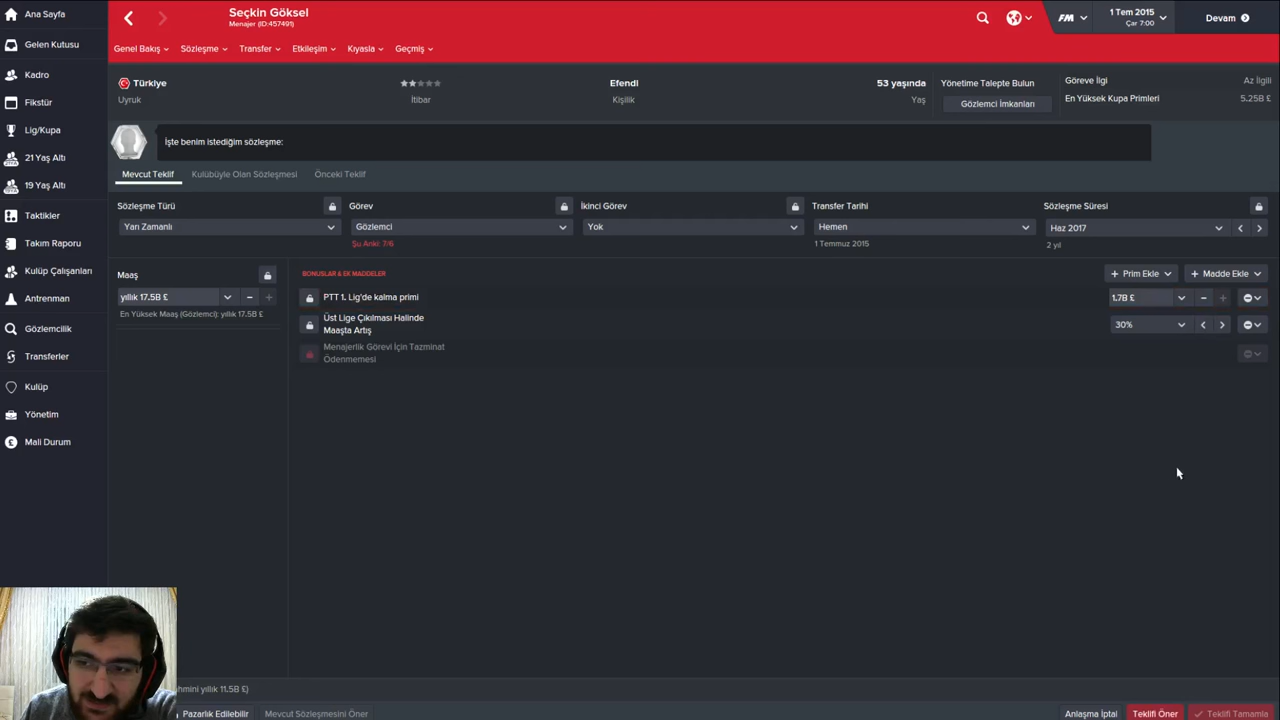 Ana Sayfa
Gelen Kutusu
Kadro
Fikstür
Lig/Kupa
21 Yaş Altı
19 Yaş Altı
Taktikler
Takım Raporu
Kulüp Çalışanları
Antrenman
Gözlemcilik
Transferler
Kulüp
Yönetim
Mali Durum
Seçkin Göksel
Menajer (ID:457491)
FM
1 Tem 2015
Çar 7:00
Devam
Genel Bakış
Sözleşme
Transfer
Etkileşim
Kıyasla
Geçmiş
Türkiye
Uyruk
İtibar
Efendi
Kişilik
53 yaşında
Yaş
Yönetime Talepte Bulun
Gözlemci İmkanları
Göreve İlgi
Az İlgili
En Yüksek Kupa Primleri
5.25B £
İşte benim istediğim sözleşme:
Mevcut Teklif
Kulübüyle Olan Sözleşmesi
Önceki Teklif
Sözleşme Türü
Görev
İkinci Görev
Transfer Tarihi
Sözleşme Süresi
Yarı Zamanlı
Gözlemci
Yok
Hemen
Haz 2017
Şu Anki: 7/6
1 Temmuz 2015
2 yıl
Maaş
yıllık 17.5B £
En Yüksek Maaş (Gözlemci): yıllık 17.5B £
BONUSLAR & EK MADDELER
Prim Ekle
Madde Ekle
PTT 1. Lig'de kalma primi
1.7B £
Üst Lige Çıkılması Halinde
Maaşta Artış
30%
Menajerlik Görevi İçin Tazminat
Ödenmemesi
yıllık 11.5B £)
Pazarlık Edilebilir
Mevcut Sözleşmesini Öner
Anlaşma İptal
Teklifi Öner
Teklifi Tamamla